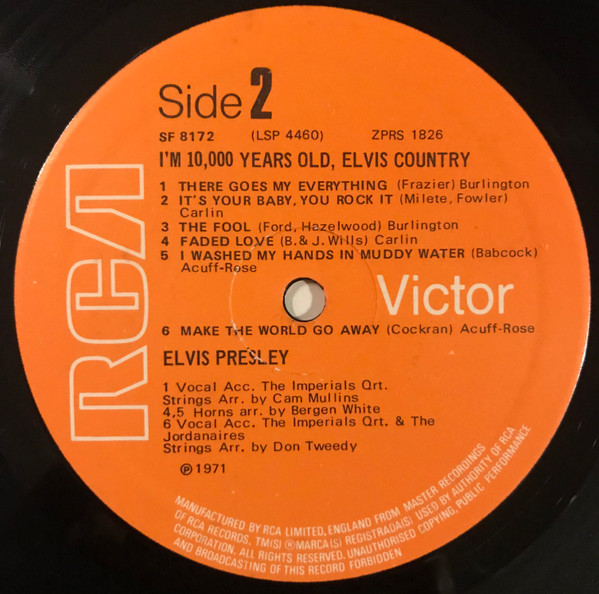 Side 2
SF 8172 (LSP 4460) ZPRS 1826
I'M 10,000 YEARS OLD, ELVIS COUNTRY
1 THERE GOES MY EVERYTHING (Frazier) Burlington
2 IT'S YOUR BABY, YOU ROCK IT (Milete, Fowler)
Carlin
3 THE FOOL (Ford, Hazelwood) Burlington
4 FADED LOVE (B. & J. Wills) Carlin
5 I WASHED MY HANDS IN MUDDY WATER (Babcock)
Acuff-Rose
RCA
Victor
6 MAKE THE WORLD GO AWAY (Cockran) Acuff-Rose
ELVIS PRESLEY
1 Vocal Acc. The Imperials Qrt.
Strings Arr. by Cam Mullins
4,5 Horns arr. by Bergen White
6 Vocal Acc. The Imperials Qrt. & The
Jordanaires
Strings Arr. by Don Tweedy
℗ 1971
MANUFACTURED BY RCA LIMITED, ENGLAND FROM MASTER RECORDINGS
OF RCA RECORDS. TM(S) ® MARCA(S) REGISTRADA(S) USED BY AUTHORITY OF RCA
CORPORATION. ALL RIGHTS RESERVED. UNAUTHORISED COPYING, PUBLIC PERFORMANCE
AND BROADCASTING OF THIS RECORD FORBIDDEN